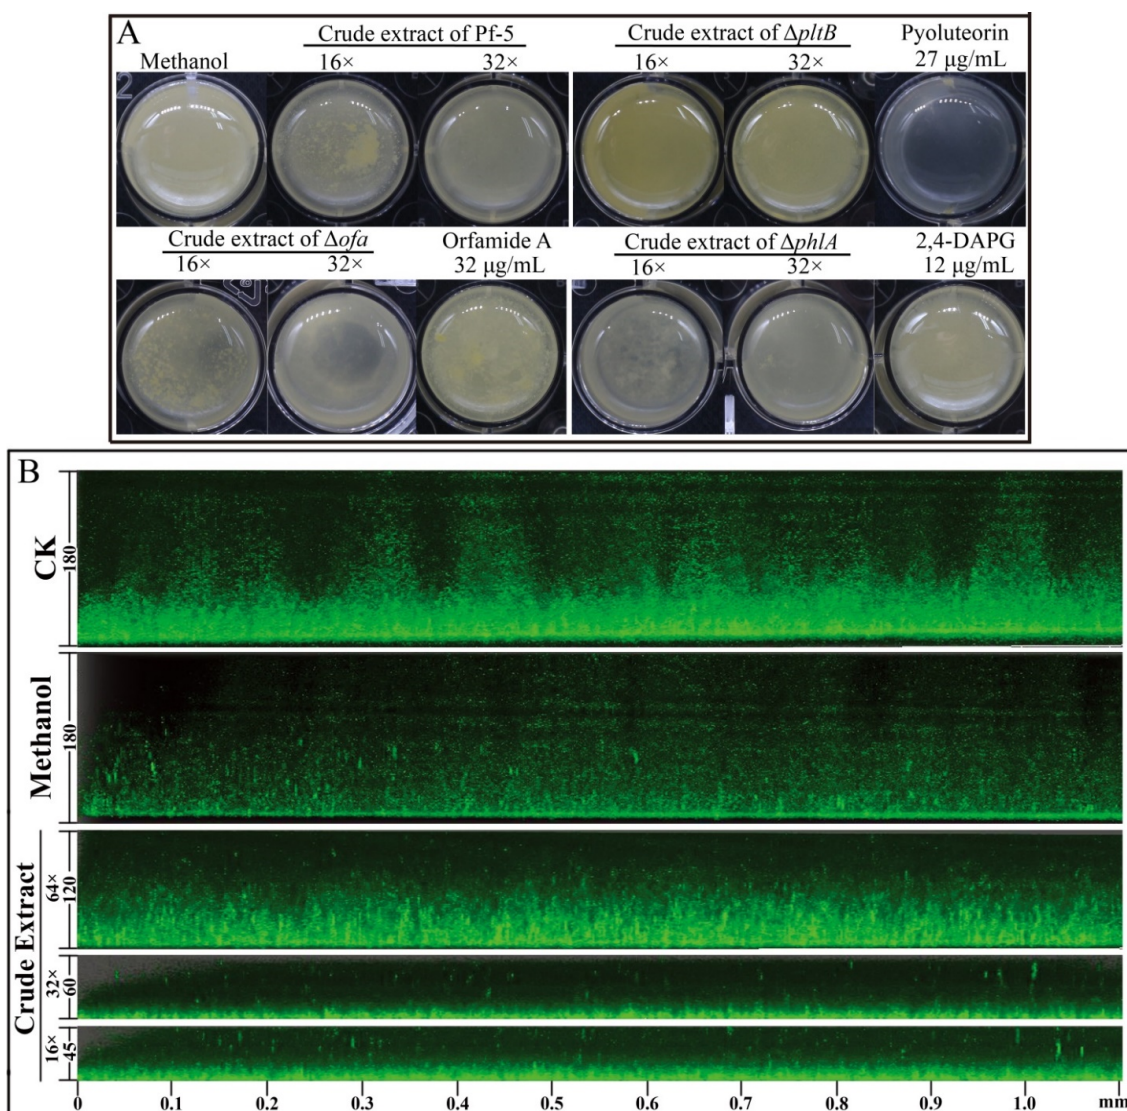 A
Crude extract of Pf-5
Crude extract of ΔpltB
Pyoluteorin
Methanol
16×
32×
16×
32×
27 μg/mL
Crude extract of Δofa
Orfamide A
Crude extract of ΔphlA
2,4-DAPG
16×
32×
32 μg/mL
16×
32×
12 μg/mL
B
CK
180
Methanol
180
Crude Extract
64×
120
32×
60
16×
45
0 0.1 0.2 0.3 0.4 0.5 0.6 0.7 0.8 0.9 1.0 mm